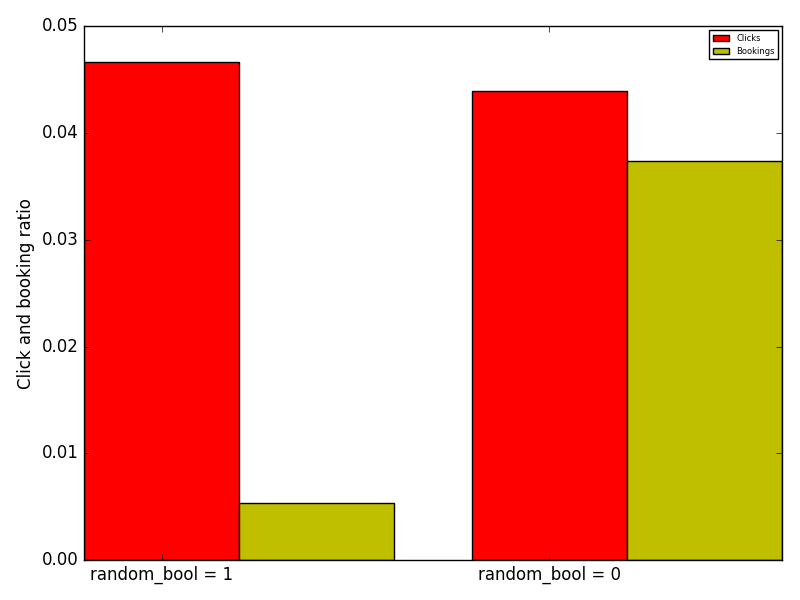 0.05
0.04
0.03
0.02
0.01
0.00
Click and booking ratio
Clicks
Bookings
random_bool = 1
random_bool = 0